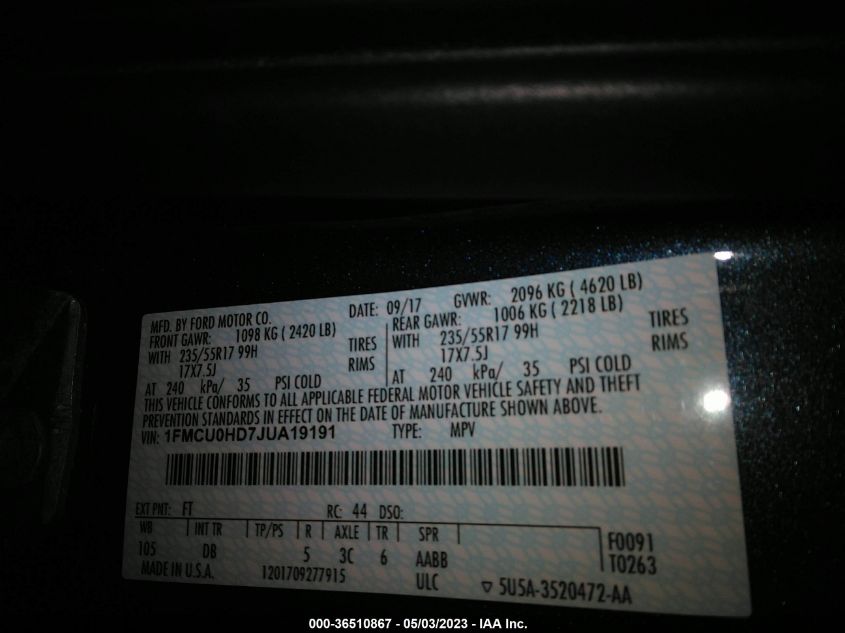 MFD. BY FORD MOTOR CO. DATE: 09/17 GVWR: 2096 KG ( 4620 LB)
FRONT GAWR: 1098 KG ( 2420 LB) REAR GAWR: 1006 KG ( 2218 LB)
WITH 235/55R17 99H TIRES WITH 235/55R17 99H TIRES
17X7.5J RIMS 17X7.5J RIMS
AT 240 kPa/ 35 PSI COLD AT 240 kPa/ 35 PSI COLD
THIS VEHICLE CONFORMS TO ALL APPLICABLE FEDERAL MOTOR VEHICLE SAFETY AND THEFT
PREVENTION STANDARDS IN EFFECT ON THE DATE OF MANUFACTURE SHOWN ABOVE.
VIN: 1FMCU0HD7JUA19191 TYPE: MPV
EXT PNT: FT RC: 44 DSO:
WB INT TR TP/PS R AXLE TR SPR F0091
105 DB 5 3C 6 AABB T0263
MADE IN U.S.A. 1201709277915 ULC 5U5A-3520472-AA
000-36510867 - 05/03/2023 - IAA Inc.